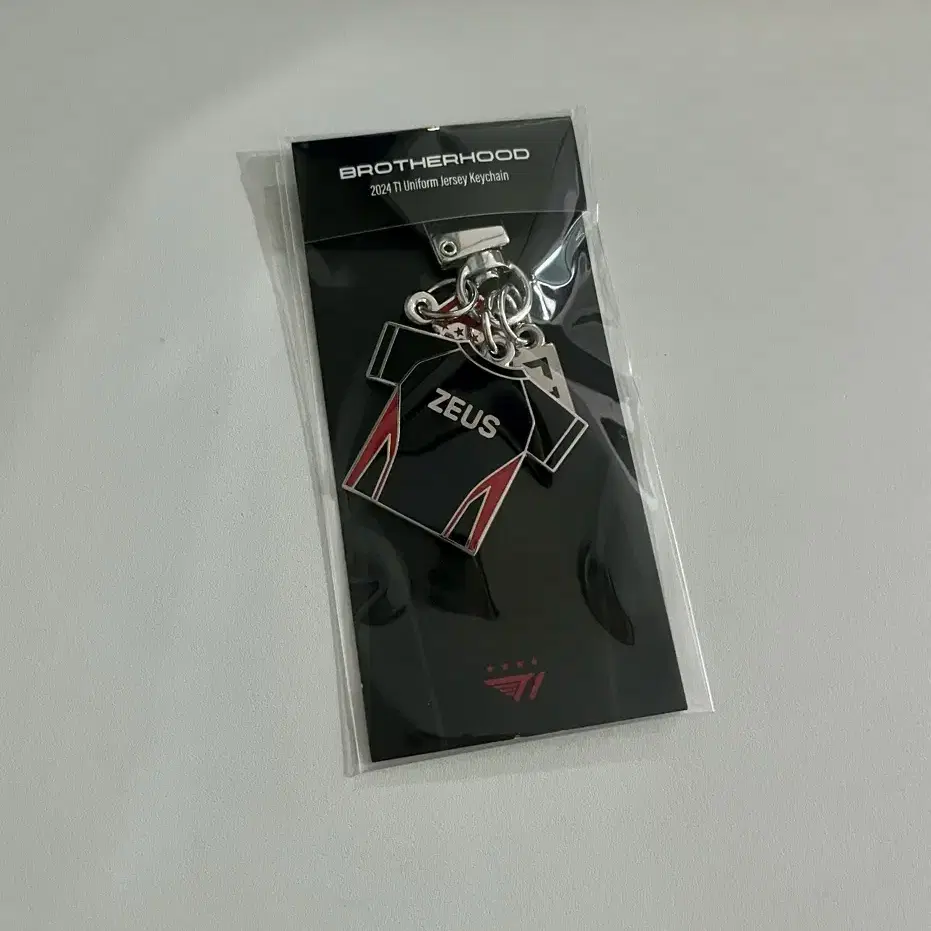 BROTHERHOOD
2024 T1 Uniform Jersey Keychain
ZEUS
T1